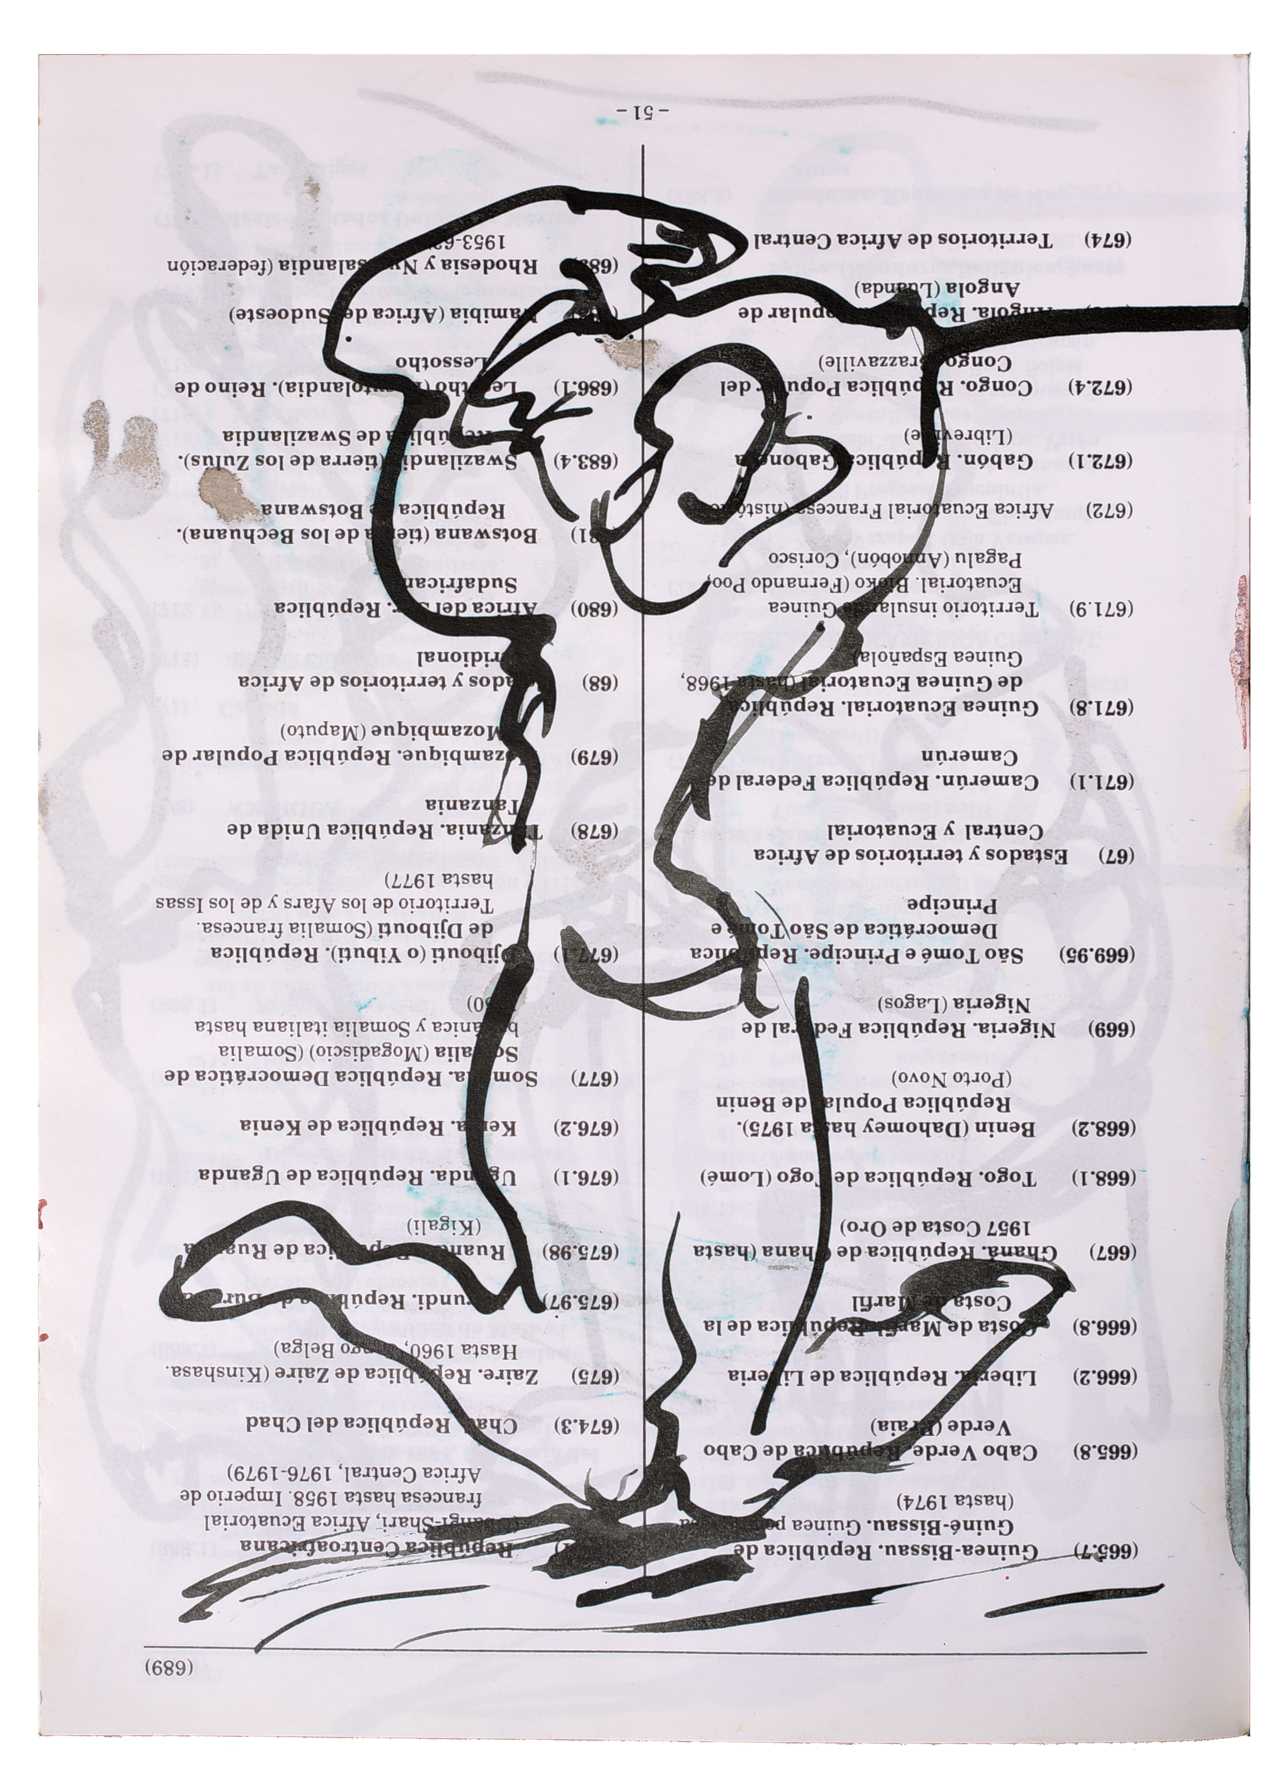 (689)
(665.7) Guinea-Bissau. República de
Guiné-Bissau. Guinea
(hasta 1974)
(665.8) Cabo Verde. República de Cabo
Verde (Praia)
(666.2) Liberia. República de Liberia
(666.8) Costa de Marfil. República de la
Costa de Marfil
(667) Ghana. República de Ghana (hasta
1957 Costa de Oro)
(668.1) Togo. República de Togo (Lomé)
(668.2) Benin (Dahomey hasta 1975).
República Popular de Benin
(Porto Novo)
(669) Nigeria. República Federal de
Nigeria (Lagos)
(669.95) São Tomé e Principe. República
Democrática de São Tomé e
Principe
(67) Estados y territorios de Africa
Central y Ecuatorial
(671.1) Camerún. República Federal de
Camerún
(671.8) Guinea Ecuatorial. República
de Guinea Ecuatorial (hasta 1968,
Guinea Española)
(671.9) Territorio insular de Guinea
Ecuatorial. Bioko (Fernando Poo,
Pagalu (Annobón), Corisco
(672) Africa Ecuatorial Francesa
(672.1) Gabón. República Gabonesa
(Libreville)
(672.4) Congo. República Popular del
Congo (Brazzaville)
Angola. República Popular de
Angola (Luanda)
(674) Territorios de Africa Central
República Centroafricana
(Ubangi-Shari, Africa Ecuatorial
francesa hasta 1958. Imperio de
Africa Central, 1976-1979)
(674.3) Chad. República del Chad
(675) Zaire. República de Zaire (Kinshasa.
Hasta 1960, Congo Belga)
(675.97) Burundi. República de Burundi
(675.98) Ruanda. República de Ruanda
(Kigali)
(676.1) Uganda. República de Uganda
(676.2) Kenia. República de Kenia
(677) Somalia. República Democrática de
Somalia (Mogadiscio) (Somalia
británica y Somalia italiana hasta
(677.1) Djibouti (o Yibuti). República
de Djibouti (Somalia francesa.
Territorio de los Afars y de los Issas
hasta 1977)
(678) Tanzania. República Unida de
Tanzania
(679) Mozambique. República Popular de
Mozambique (Maputo)
(68) Estados y territorios de Africa
Meridional
(680) Africa del Sur. República
Sudafricana
Botswana (tierra de los Bechuana).
República de Botswana
(683.4) Swazilandia (tierra de los Zulus).
República de Swazilandia
(686.1) Lesotho (Basutolandia). Reino de
Lessotho
Namibia (Africa del Sudoeste)
Rhodesia y Nyassalandia (federación
– 51 –